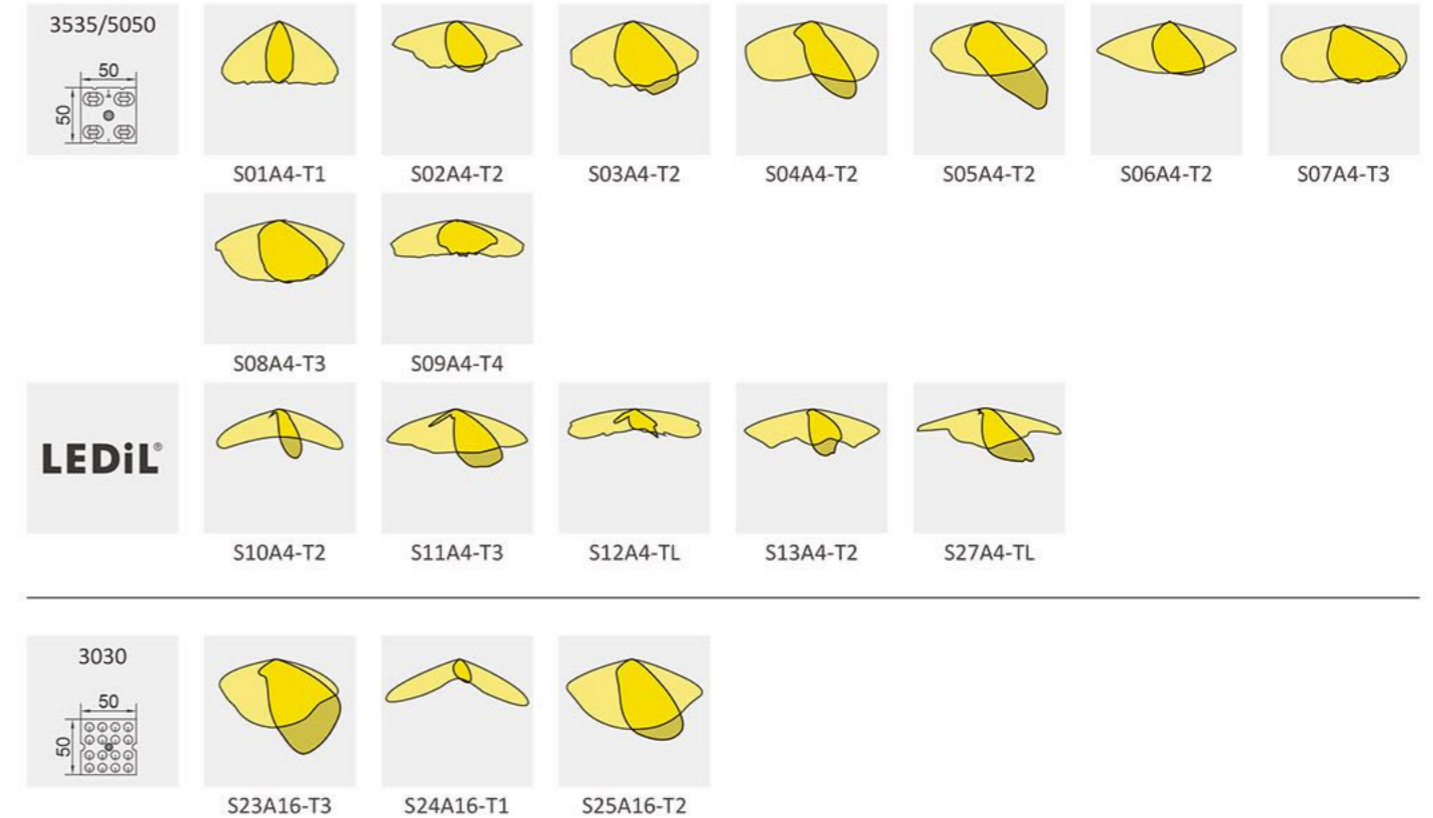 3535/5050
50
50
S01A4-T1 S02A4-T2 S03A4-T2 S04A4-T2 S05A4-T2 S06A4-T2 S07A4-T3
S08A4-T3 S09A4-T4
LEDiL®
S10A4-T2 S11A4-T3 S12A4-TL S13A4-T2 S27A4-TL
3030
50
50
S23A16-T3 S24A16-T1 S25A16-T2